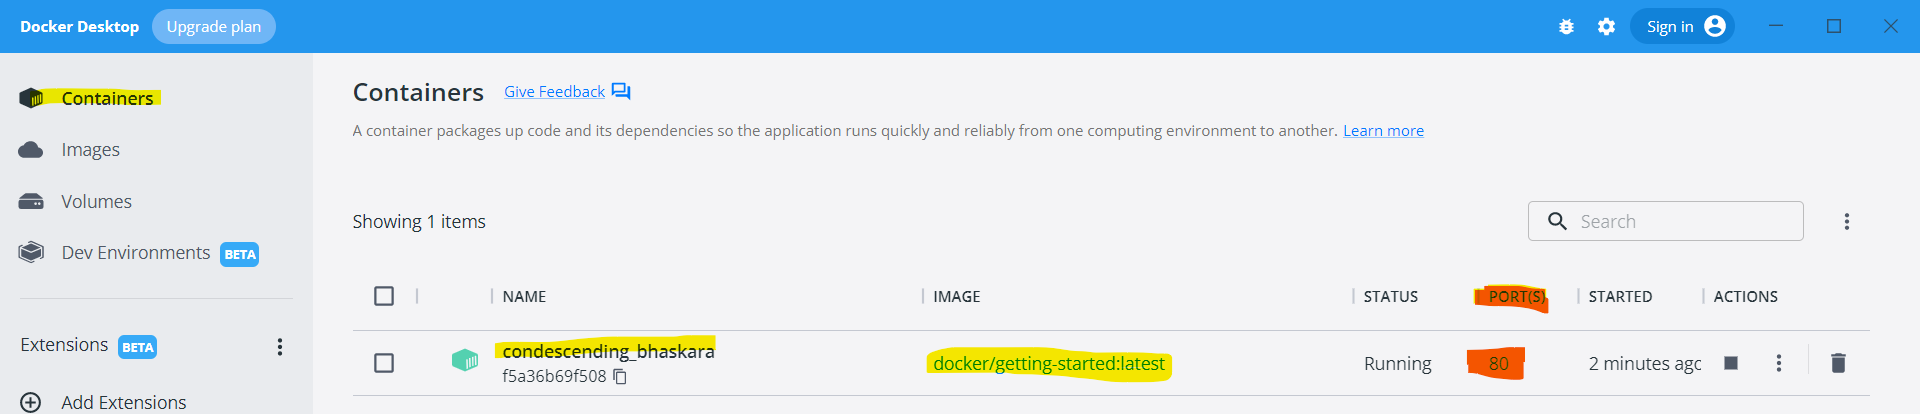 Docker Desktop Upgrade plan Sign in
Containers
Images
Volumes
Dev Environments BETA
Extensions BETA
Add Extensions
Containers Give Feedback
A container packages up code and its dependencies so the application runs quickly and reliably from one computing environment to another. Learn more
Showing 1 items
Search
NAME IMAGE STATUS PORT(S) STARTED ACTIONS
condescending_bhaskara docker/getting-started:latest Running 80 2 minutes agc
f5a36b69f508